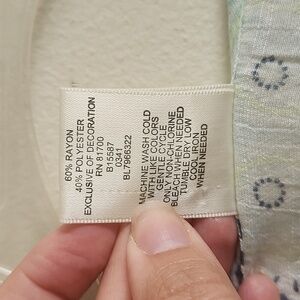 60% RAYON
40% POLYESTER
EXCLUSIVE OF DECORATION
RN 81700
B15587
0341
BL7966322
MACHINE WASH COLD
WITH LIKE COLORS
GENTLE CYCLE
ONLY NON-CHLORINE
BLEACH WHEN NEEDED
TUMBLE DRY LOW
COOL IRON
WHEN NEEDED